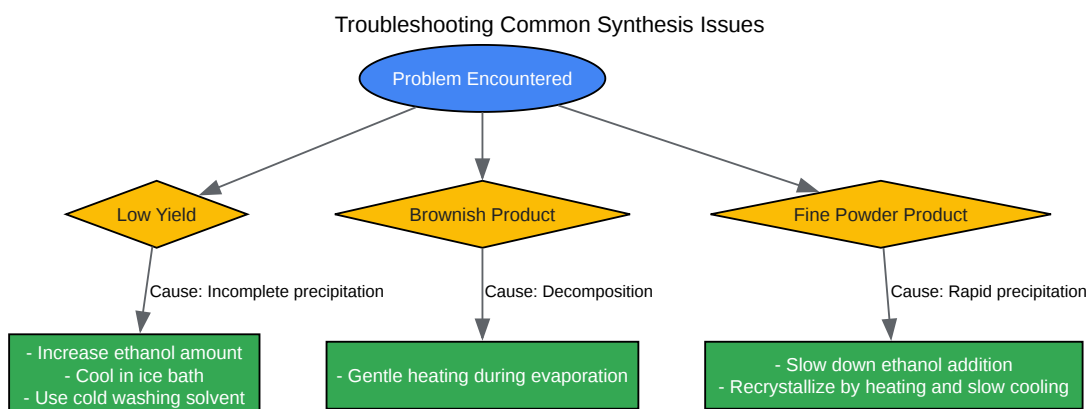 Troubleshooting Common Synthesis Issues
Problem Encountered
Low Yield
Brownish Product
Fine Powder Product
Cause: Incomplete precipitation
Cause: Decomposition
Cause: Rapid precipitation
- Increase ethanol amount
- Cool in ice bath
- Use cold washing solvent
- Gentle heating during evaporation
- Slow down ethanol addition
- Recrystallize by heating and slow cooling